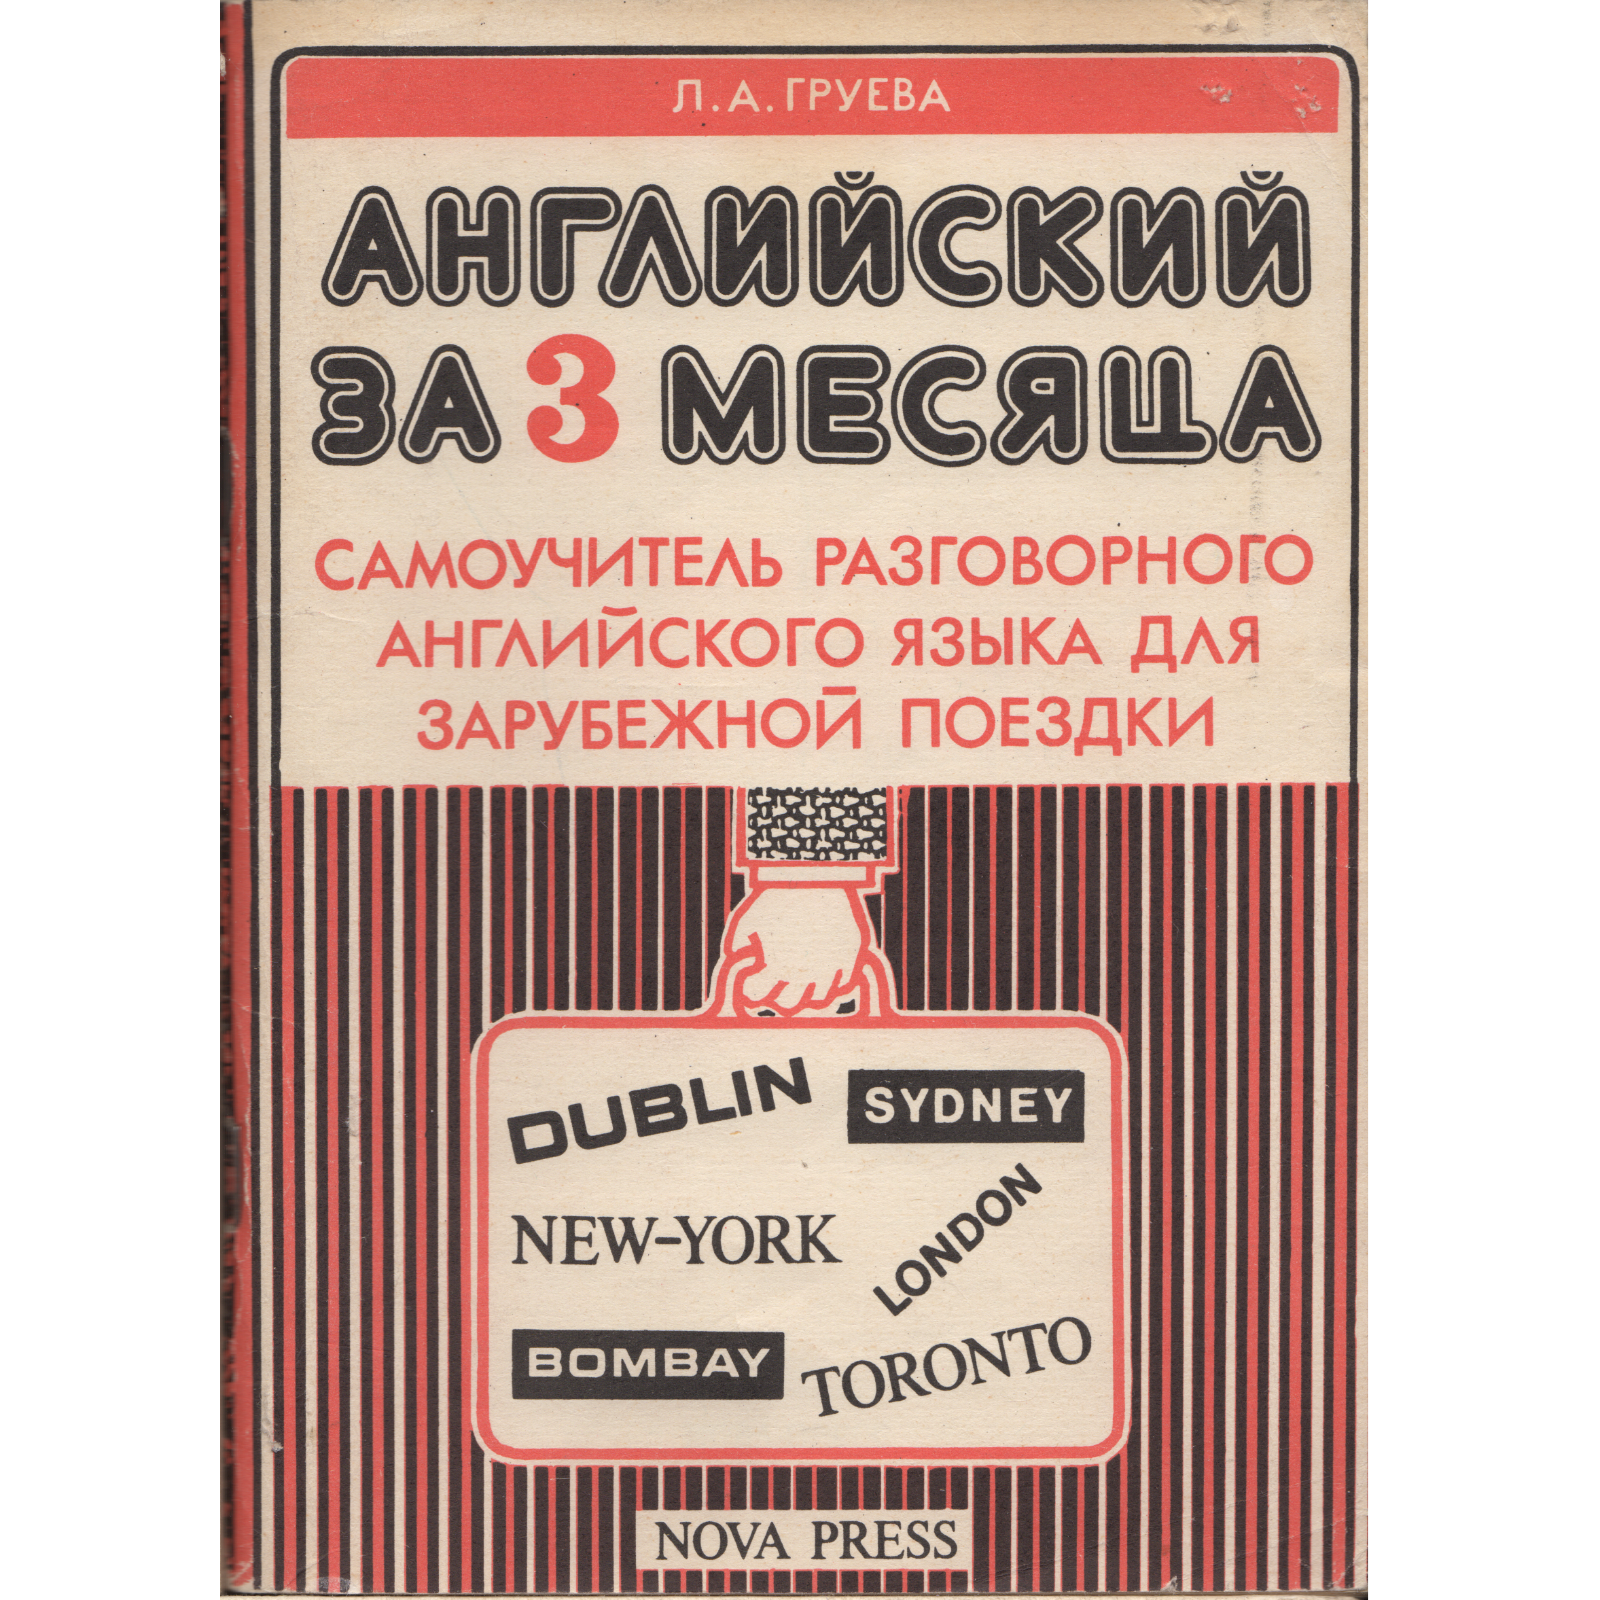 Л.А.ГРУЕВА
АНГЛИЙСКИЙ
ЗА 3 МЕСЯЦА
САМОУЧИТЕЛЬ РАЗГОВОРНОГО
АНГЛИЙСКОГО ЯЗЫКА ДЛЯ
ЗАРУБЕЖНОЙ ПОЕЗДКИ
DUBLIN
SYDNEY
NEW-YORK
LONDON
BOMBAY
TORONTO
NOVA PRESS